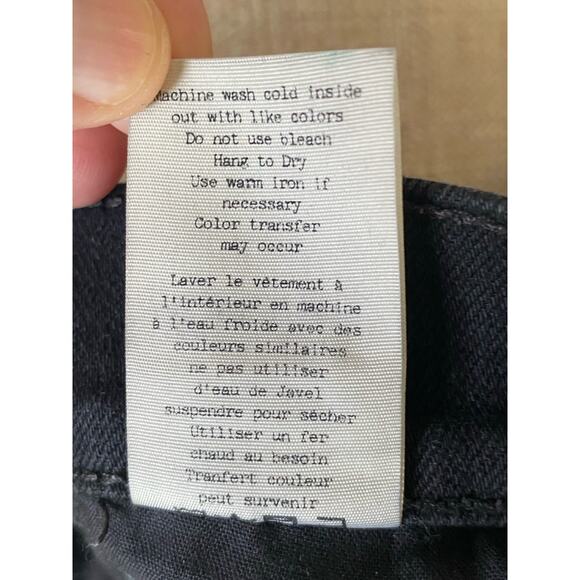 Machine wash cold inside
out with like colors
Do not use bleach
Hang to Dry
Use warm iron if
necessary
Color transfer
may occur
Laver le vêtement à
l'intérieur en machine
à l'eau froide avec des
couleurs similaires
ne pas utiliser
d'eau de Javel
suspendre pour sécher
Utiliser un fer
chaud au besoin
Tranfert couleur
peut survenir